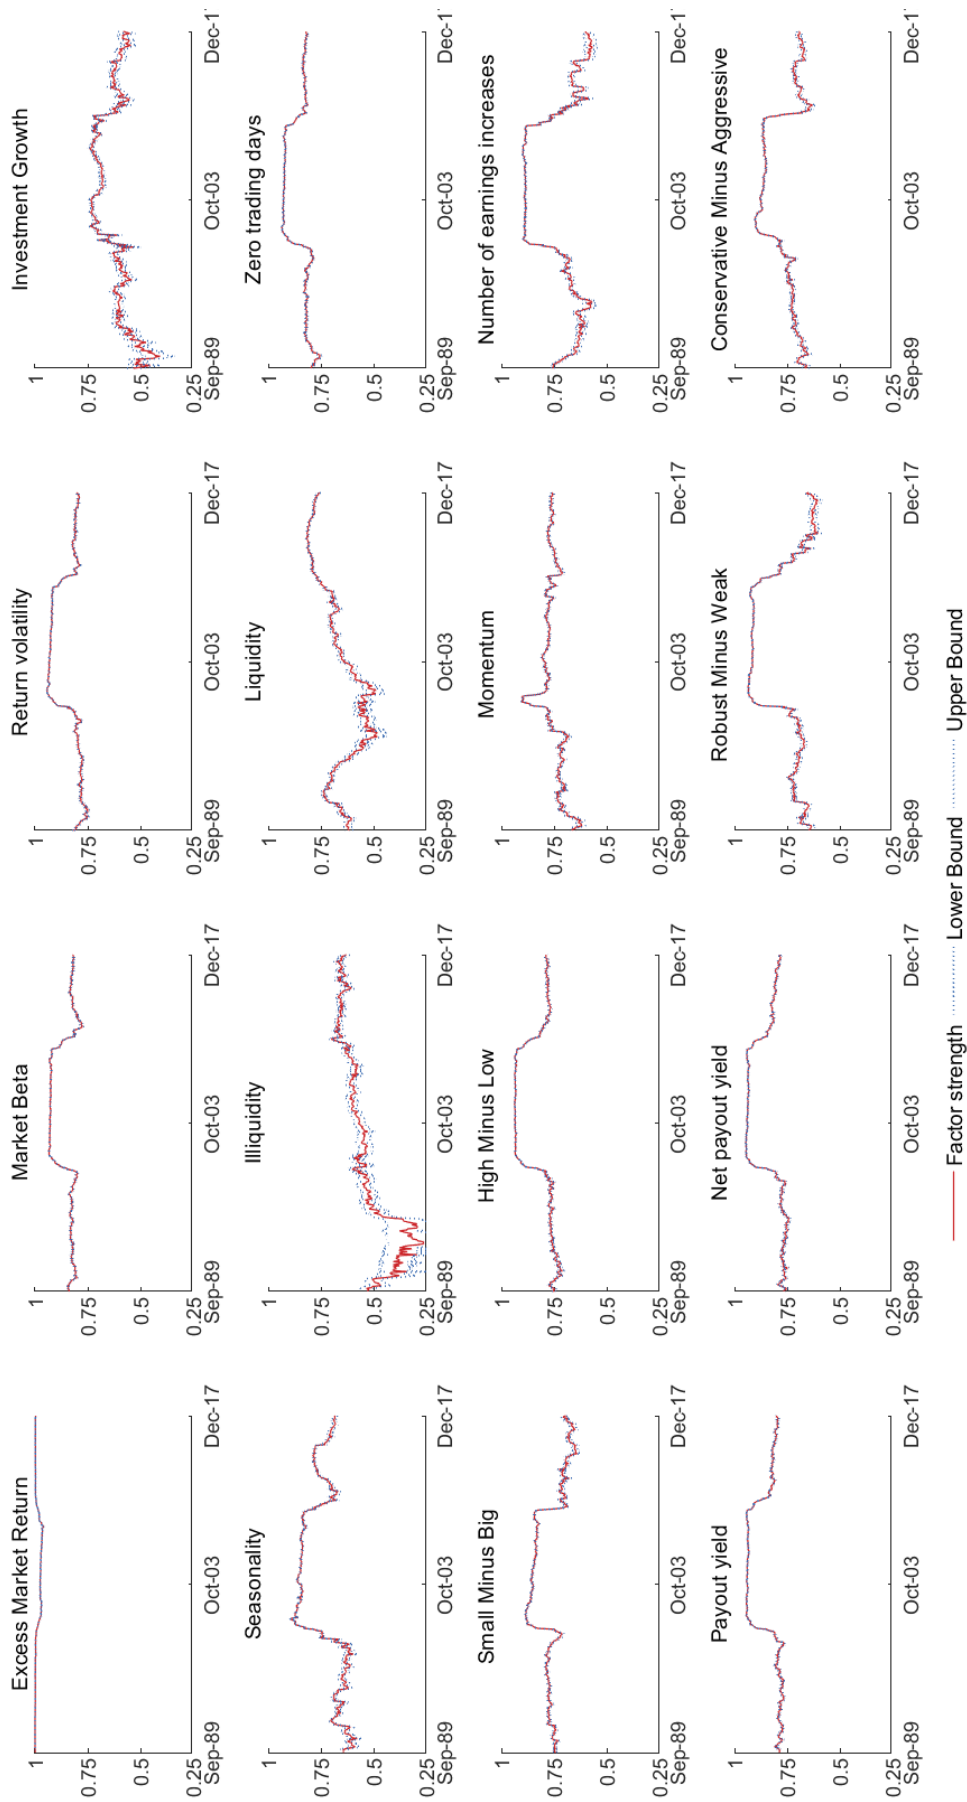 Excess Market Return
1
0.75
0.5
0.25
Sep-89 Oct-03 Dec-17
Market Beta
1
0.75
0.5
0.25
Sep-89 Oct-03 Dec-17
Return volatility
1
0.75
0.5
0.25
Sep-89 Oct-03 Dec-17
Investment Growth
1
0.75
0.5
0.25
Sep-89 Oct-03 Dec-1
Seasonality
1
0.75
0.5
0.25
Sep-89 Oct-03 Dec-17
Illiquidity
1
0.75
0.5
0.25
Sep-89 Oct-03 Dec-17
Liquidity
1
0.75
0.5
0.25
Sep-89 Oct-03 Dec-17
Zero trading days
1
0.75
0.5
0.25
Sep-89 Oct-03 Dec-1
Small Minus Big
1
0.75
0.5
0.25
Sep-89 Oct-03 Dec-17
High Minus Low
1
0.75
0.5
0.25
Sep-89 Oct-03 Dec-17
Momentum
1
0.75
0.5
0.25
Sep-89 Oct-03 Dec-17
Number of earnings increases
1
0.75
0.5
0.25
Sep-89 Oct-03 Dec-1
Payout yield
1
0.75
0.5
0.25
Sep-89 Oct-03 Dec-17
Net payout yield
1
0.75
0.5
0.25
Sep-89 Oct-03 Dec-17
Robust Minus Weak
1
0.75
0.5
0.25
Sep-89 Oct-03 Dec-17
Conservative Minus Aggressive
1
0.75
0.5
0.25
Sep-89 Oct-03 Dec-1
Factor strength Lower Bound Upper Bound